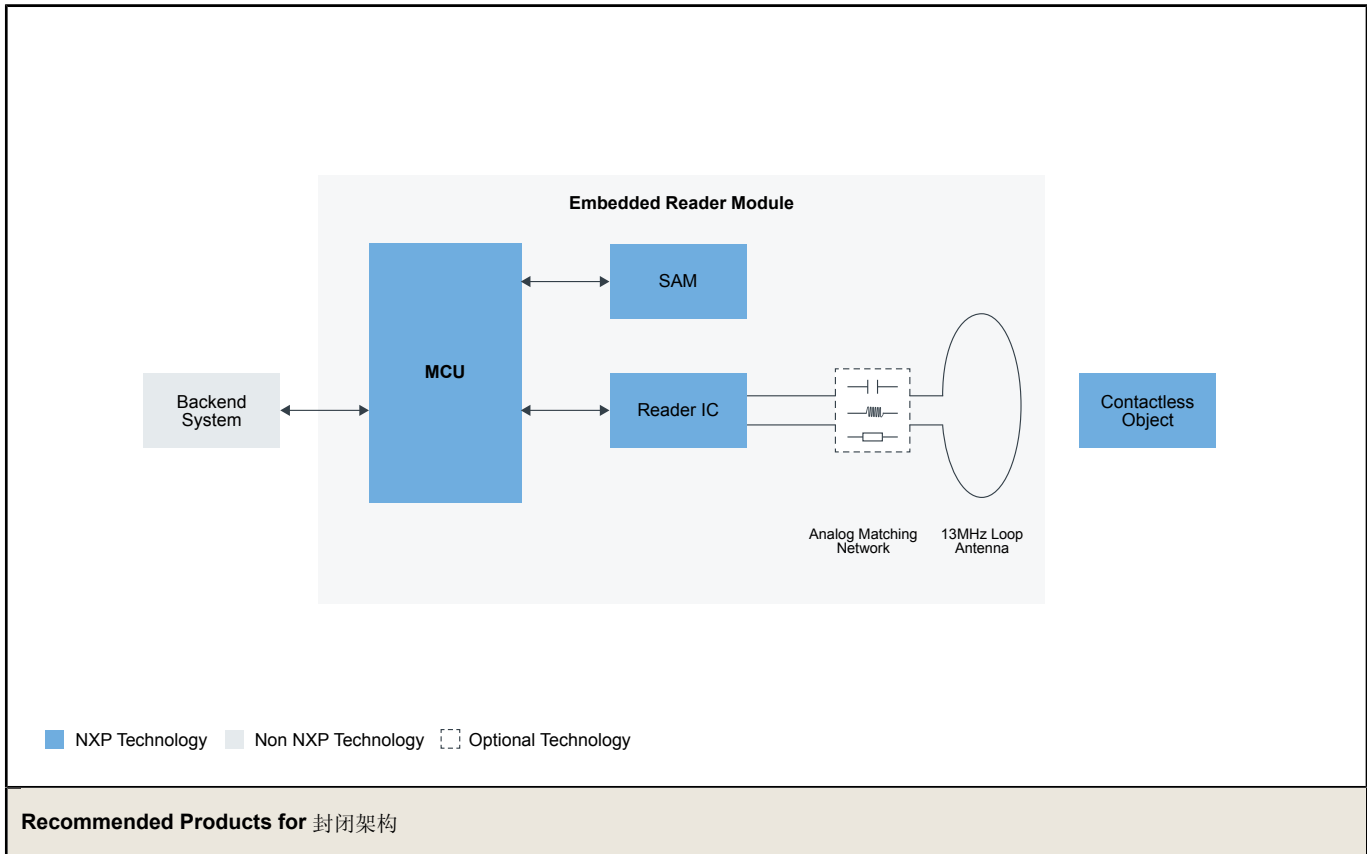 Embedded Reader Module
SAM
MCU
Backend
System
Reader IC
Contactless
Object
Analog Matching
Network
13MHz Loop
Antenna
NXP Technology
Non NXP Technology
Optional Technology
Recommended Products for 封闭架构